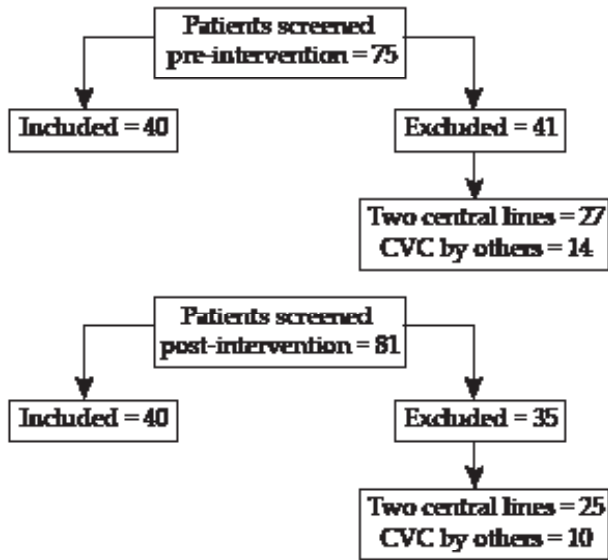 Patients screened
pre-intervention = 75
Included = 40
Excluded = 41
Two central lines = 27
CVC by others = 14
Patients screened
post-intervention = 81
Included = 40
Excluded = 35
Two central lines = 25
CVC by others = 10